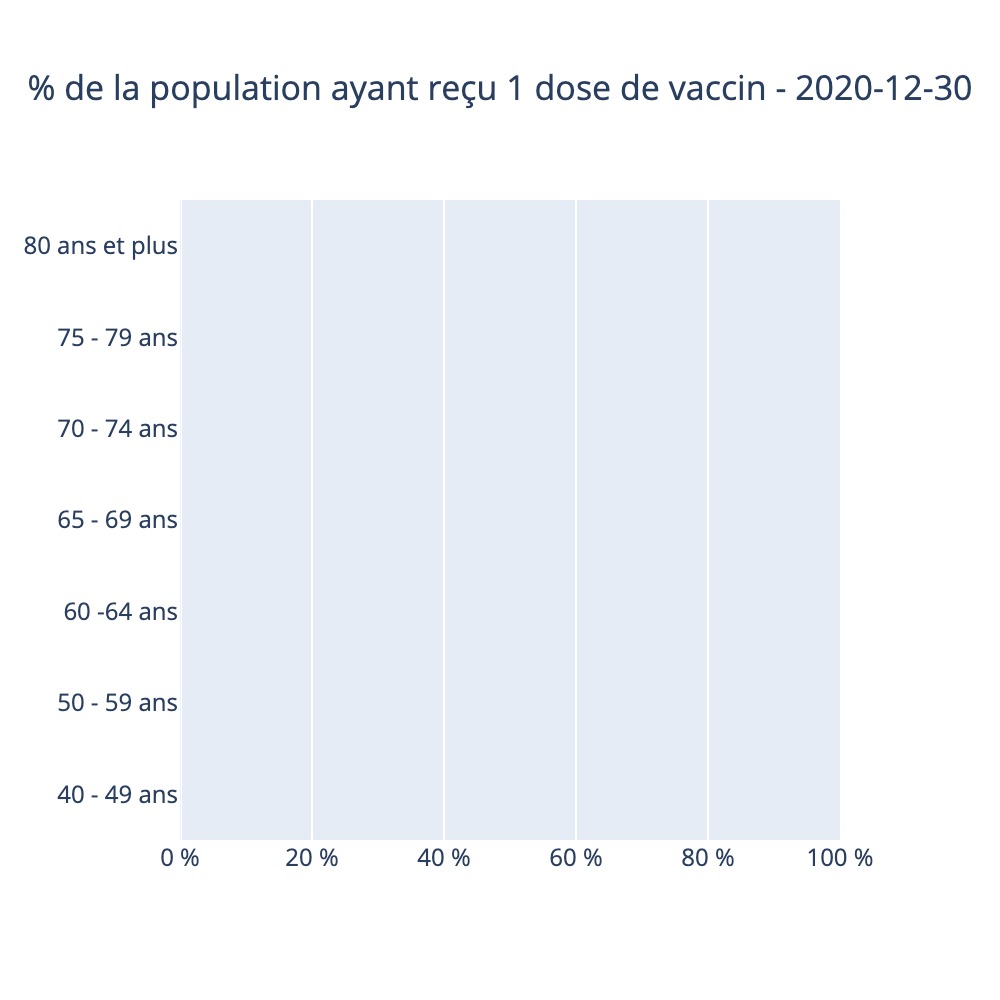 % de la population ayant reçu 1 dose de vaccin - 2020-12-30
80 ans et plus
75 - 79 ans
70 - 74 ans
65 - 69 ans
60 -64 ans
50 - 59 ans
40 - 49 ans
0 % 20 % 40 % 60 % 80 % 100 %